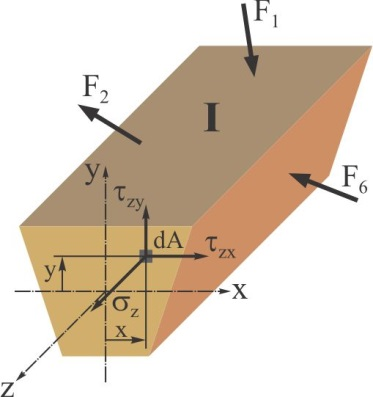 F₁
F₂
I
y
τzy
F₆
dA
τzx
y
x
σz
x
z